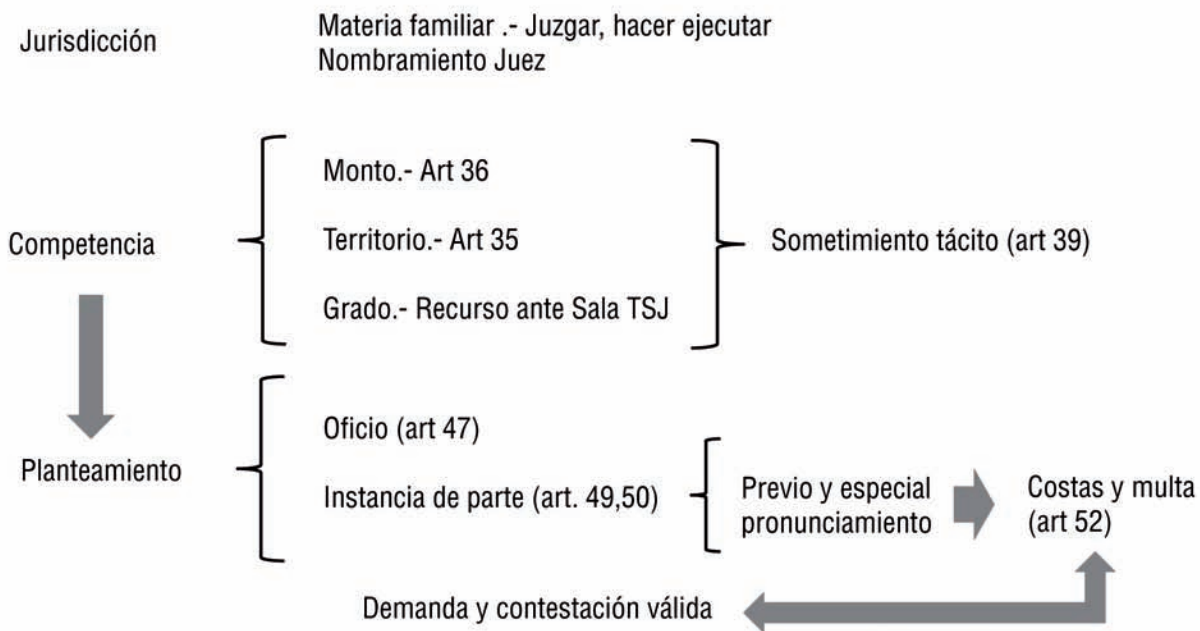 Jurisdicción
Materia familiar .- Juzgar, hacer ejecutar
Nombramiento Juez
Competencia
Monto.- Art 36
Territorio.- Art 35
Grado.- Recurso ante Sala TSJ
Sometimiento tácito (art 39)
Planteamiento
Oficio (art 47)
Instancia de parte (art. 49,50)
Previo y especial
pronunciamiento
Costas y multa
(art 52)
Demanda y contestación válida